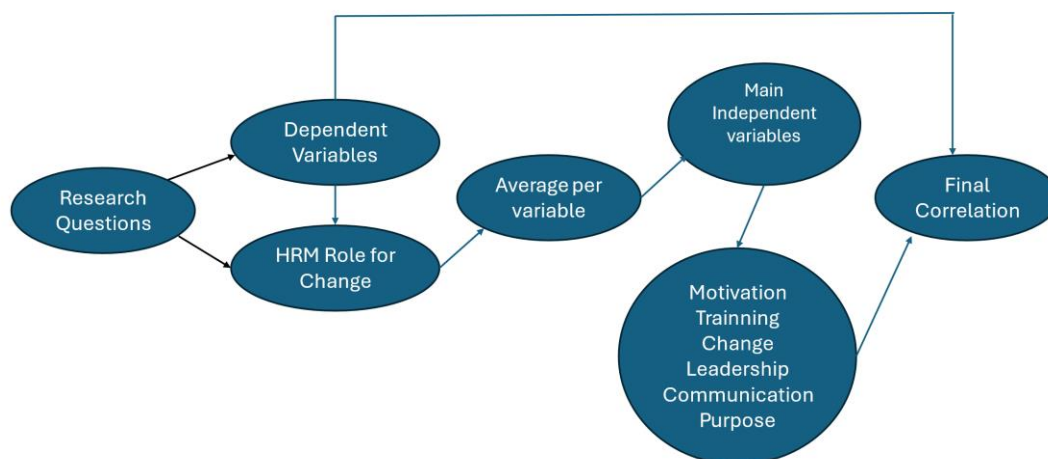 Research
Questions
Dependent
Variables
HRM Role for
Change
Average per
variable
Main
Independent
variables
Motivation
Trainning
Change
Leadership
Communication
Purpose
Final
Correlation